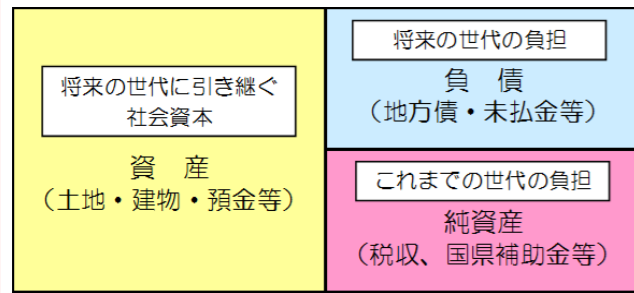 将来の世代に引き継ぐ
社会資本
資　産
（土地・建物・預金等）
将来の世代の負担
負　債
（地方債・未払金等）
これまでの世代の負担
純資産
（税収、国県補助金等）